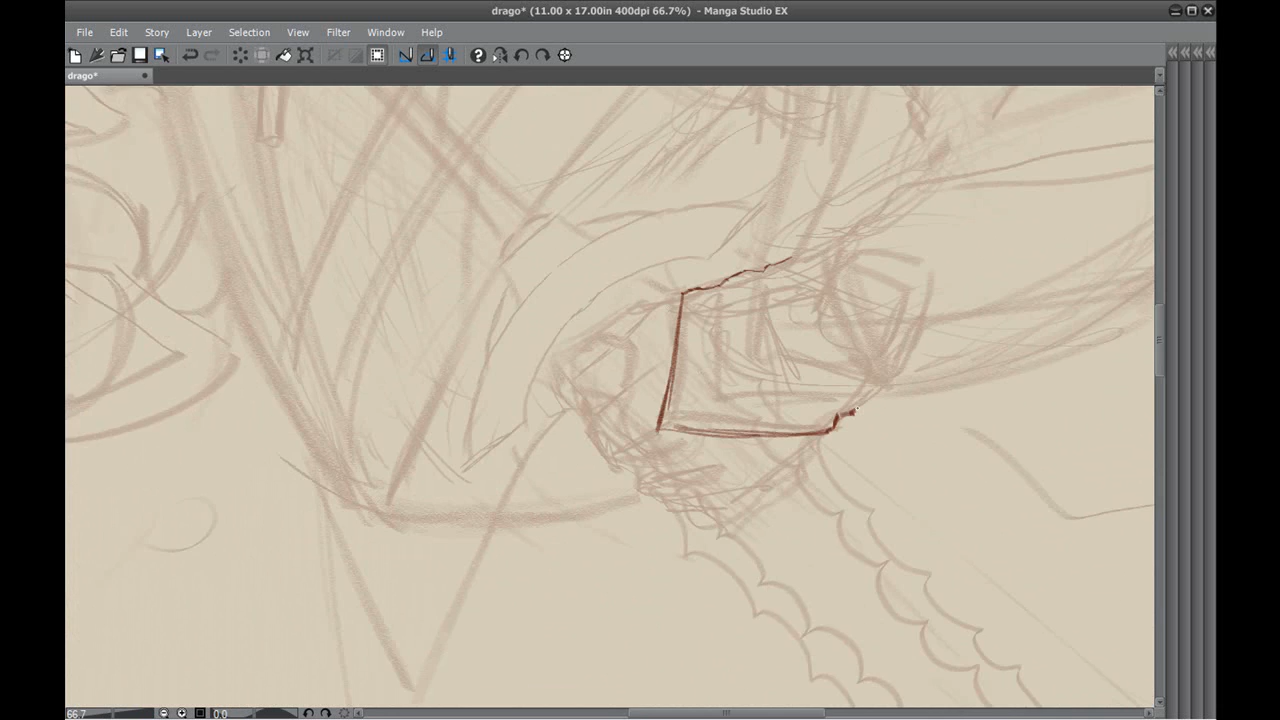 drago* (11.00 x 17.00in 400dpi 66.7%) - Manga Studio EX
File Edit Story Layer Selection View Filter Window Help
drago*
66.7 0.0